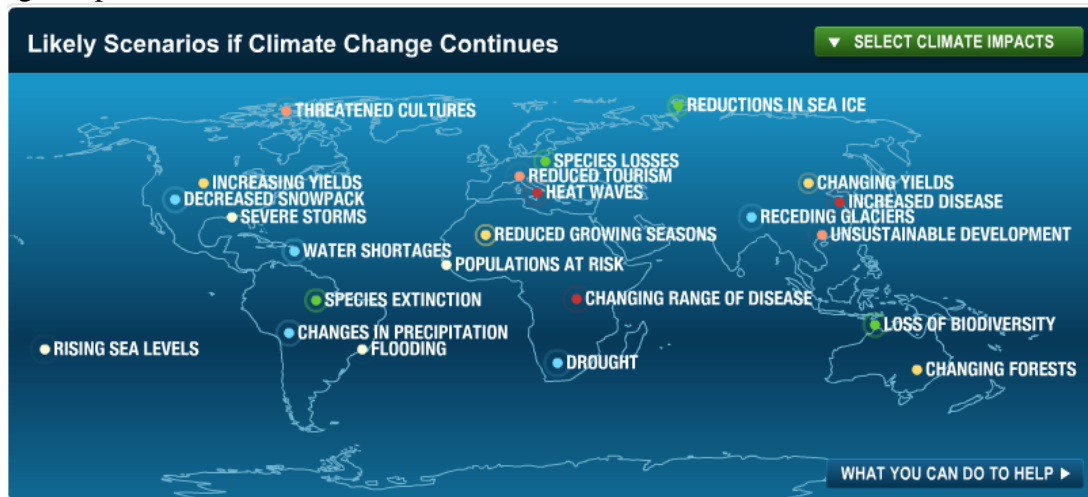 Likely Scenarios if Climate Change Continues
SELECT CLIMATE IMPACTS
THREATENED CULTURES
REDUCTIONS IN SEA ICE
SPECIES LOSSES
REDUCED TOURISM
HEAT WAVES
INCREASING YIELDS
DECREASED SNOWPACK
SEVERE STORMS
CHANGING YIELDS
INCREASED DISEASE
RECEDING GLACIERS
UNSUSTAINABLE DEVELOPMENT
WATER SHORTAGES
REDUCED GROWING SEASONS
POPULATIONS AT RISK
SPECIES EXTINCTION
CHANGING RANGE OF DISEASE
CHANGES IN PRECIPITATION
FLOODING
RISING SEA LEVELS
DROUGHT
LOSS OF BIODIVERSITY
CHANGING FORESTS
WHAT YOU CAN DO TO HELP